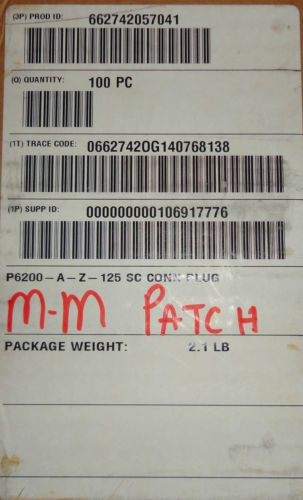 (3P) PROD ID: 662742057041
(Q) QUANTITY: 100 PC
(1T) TRACE CODE: 0662742OG140768138
(1P) SUPP ID: 000000000106917776
P6200-A-Z-125 SC CONN PLUG
M-M PATCH
PACKAGE WEIGHT: 2.1 LB